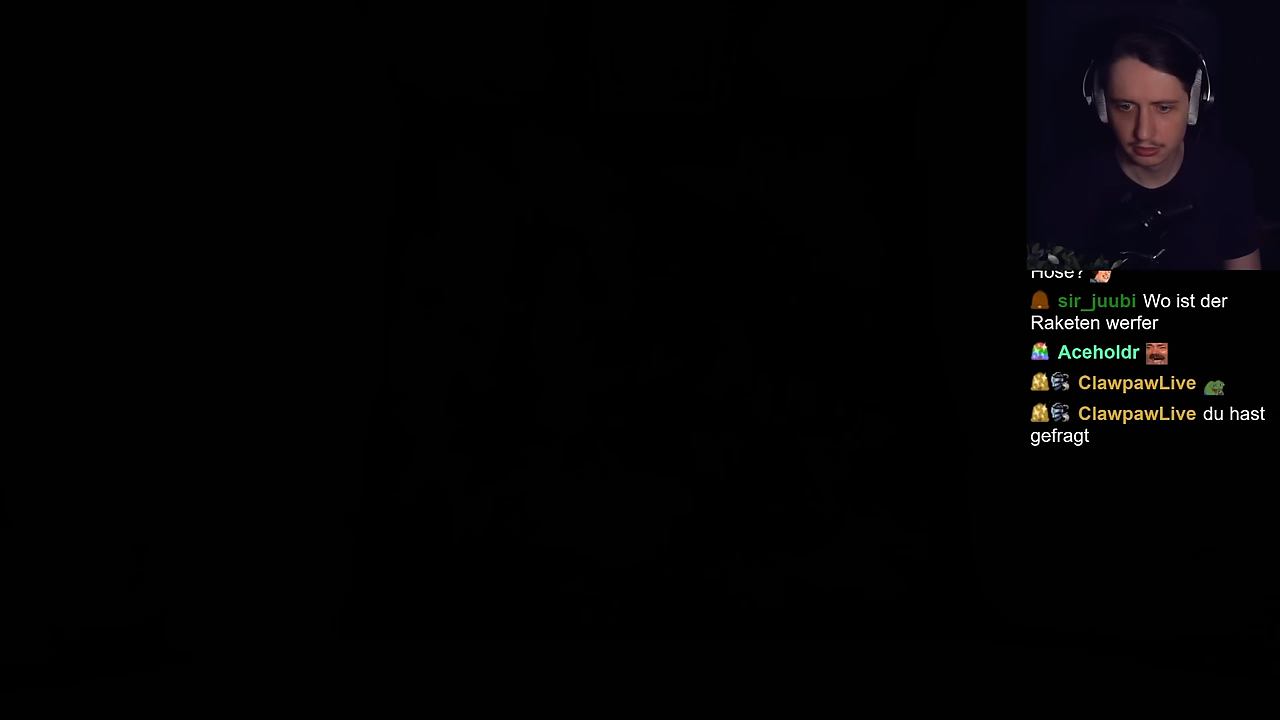 Hose?
sir_juubi Wo ist der
Raketen werfer
Aceholdr
ClawpawLive
ClawpawLive du hast
gefragt